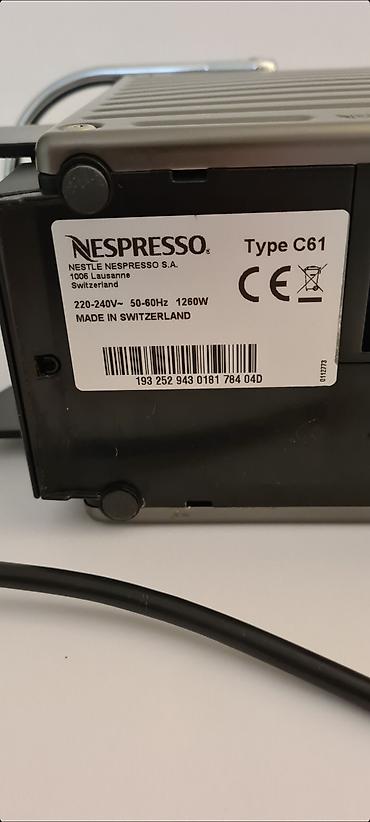 NESPRESSO.
Type C61
NESTLE NESPRESSO S.A.
1006 Lausanne
Switzerland
CE
220-240V~ 50-60Hz 1260W
MADE IN SWITZERLAND
193 252 943 0181 784 04D
0112773